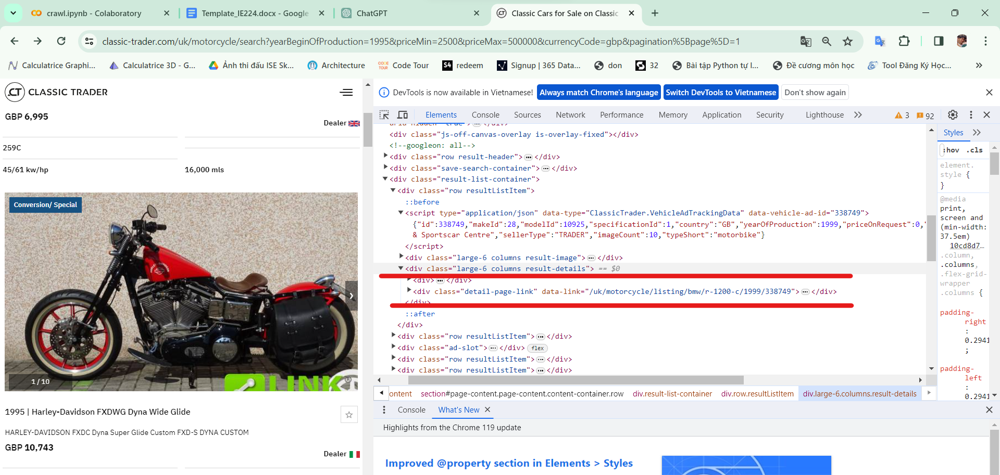 crawl.ipynb - Colaboratory
Template_IE224.docx - Google
ChatGPT
Classic Cars for Sale on Classic
classic-trader.com/uk/motorcycle/search?yearBeginOfProduction=1995&priceMin=2500&priceMax=500000&currencyCode=gbp&pagination%5Bpage%5D=1
Calculatrice Graphi...
Calculatrice 3D - G...
Ảnh thi đấu ISE Sk...
Architecture
CODE TOUR
Code Tour
S4
redeem
Signup | 365 Data...
don
32
Bài tập Python tự l...
Đề cương môn học
Tool Đăng Ký Học...
CT CLASSIC TRADER
GBP 6,995
Dealer
259C
45/61 kw/hp
16,000 mls
Conversion/ Special
1 / 10
LINK
1995 | Harley-Davidson FXDWG Dyna Wide Glide
HARLEY-DAVIDSON FXDC Dyna Super Glide Custom FXD-S DYNA CUSTOM
GBP 10,743
Dealer
DevTools is now available in Vietnamese!
Always match Chrome's language
Switch DevTools to Vietnamese
Don't show again
Elements
Console
Sources
Network
Performance
Memory
Application
Security
Lighthouse
3
92
aria-hidden="true">…</div>
<div class="js-off-canvas-overlay is-overlay-fixed"></div>
<!--googleon: all-->
<div class="row result-header">…</div>
<div class="save-search-container">…</div>
<div class="result-list-container">
<div class="row resultListItem">
::before
<script type="application/json" data-type="ClassicTrader.VehicleAdTrackingData" data-vehicle-ad-id="338749">
{"id":338749,"makeId":28,"modelId":10925,"specificationId":1,"country":"GB","yearOfProduction":1999,"priceOnRequest":0,"
& Sportscar Centre","sellerType":"TRADER","imageCount":10,"typeShort":"motorbike"}
</script>
<div class="large-6 columns result-image">…</div>
<div class="large-6 columns result-details"> == $0
<div>…</div>
<div class="detail-page-link" data-link="/uk/motorcycle/listing/bmw/r-1200-c/1999/338749">…</div>
</div>
::after
</div>
<div class="row resultListItem">…</div>
<div class="ad-slot">…</div> flex
<div class="row resultListItem">…</div>
<div class="row resultListItem">…</div>
ontent
section#page-content.page-content.content-container.row
div.result-list-container
div.row.resultListItem
div.large-6.columns.result-details
Styles
:hov .cls
element.
style {
}
@media
print,
screen and
(min-width:
37.5em)
10cd8d7…
.column,
.columns,
.flex-grid-
wrapper
.columns {
padding-
right
:
0.2941
;
padding-
left
:
0.2941
Console
What's New
Highlights from the Chrome 119 update
Improved @property section in Elements > Styles